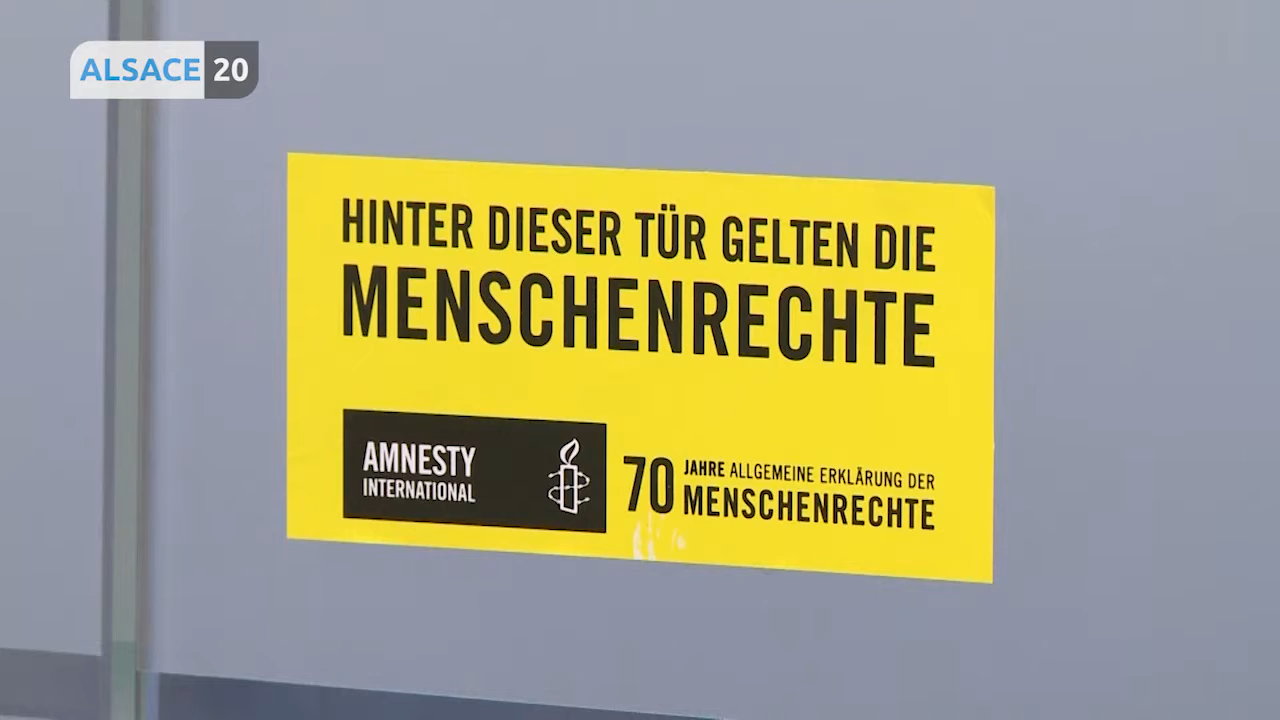 ALSACE 20
HINTER DIESER TÜR GELTEN DIE
MENSCHENRECHTE
AMNESTY
INTERNATIONAL
70 JAHRE ALLGEMEINE ERKLÄRUNG DER
MENSCHENRECHTE